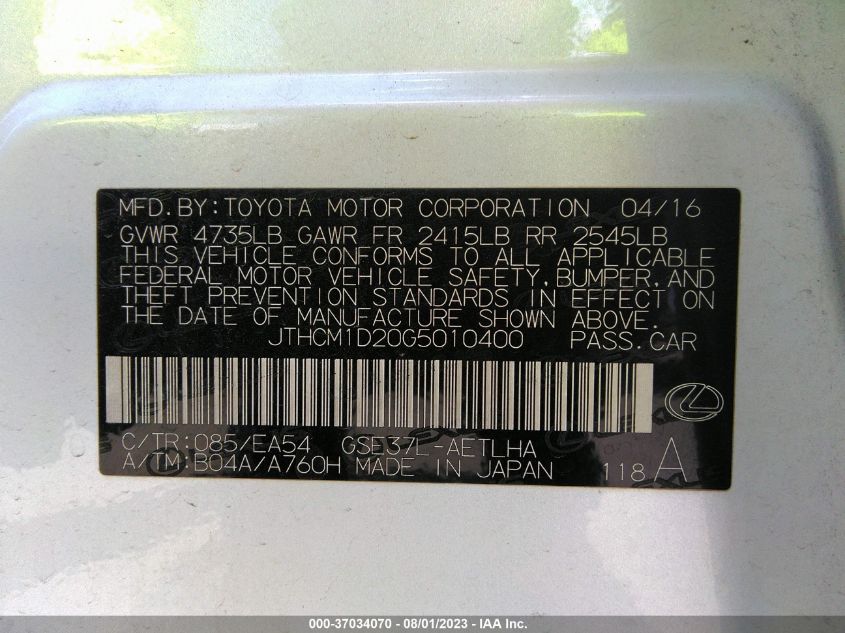 MFD.BY:TOYOTA MOTOR CORPORATION 04/16
GVWR 4735LB GAWR FR 2415LB RR 2545LB
THIS VEHICLE CONFORMS TO ALL APPLICABLE
FEDERAL MOTOR VEHICLE SAFETY,BUMPER,AND
THEFT PREVENTION STANDARDS IN EFFECT ON
THE DATE OF MANUFACTURE SHOWN ABOVE.
JTHCM1D20G5010400 PASS.CAR
C/TR:085/EA54 GSE37L-AETLHA
A/TM:B04A/A760H MADE IN JAPAN 118 A
000-37034070 - 08/01/2023 - IAA Inc.